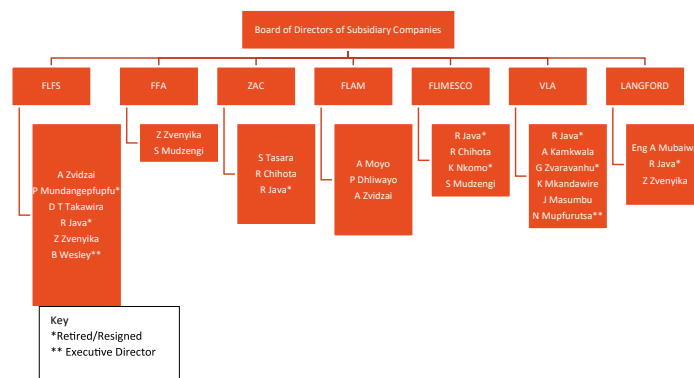 Board of Directors of Subsidiary Companies
FLFS
FFA
ZAC
FLAM
FLIMESCO
VLA
LANGFORD
A Zvidzai
P Mundangepfupfu*
D T Takawira
R Java*
Z Zvenyika
B Wesley**
Z Zvenyika
S Mudzengi
S Tasara
R Chihota
R Java*
A Moyo
P Dhliwayo
A Zvidzai
R Java*
R Chihota
K Nkomo*
S Mudzengi
R Java*
A Kamkwala
G Zvaravanhu*
K Mkandawire
J Masumbu
N Mupfurutsa**
Eng A Mubaiwa
R Java*
Z Zvenyika
Key
*Retired/Resigned
** Executive Director